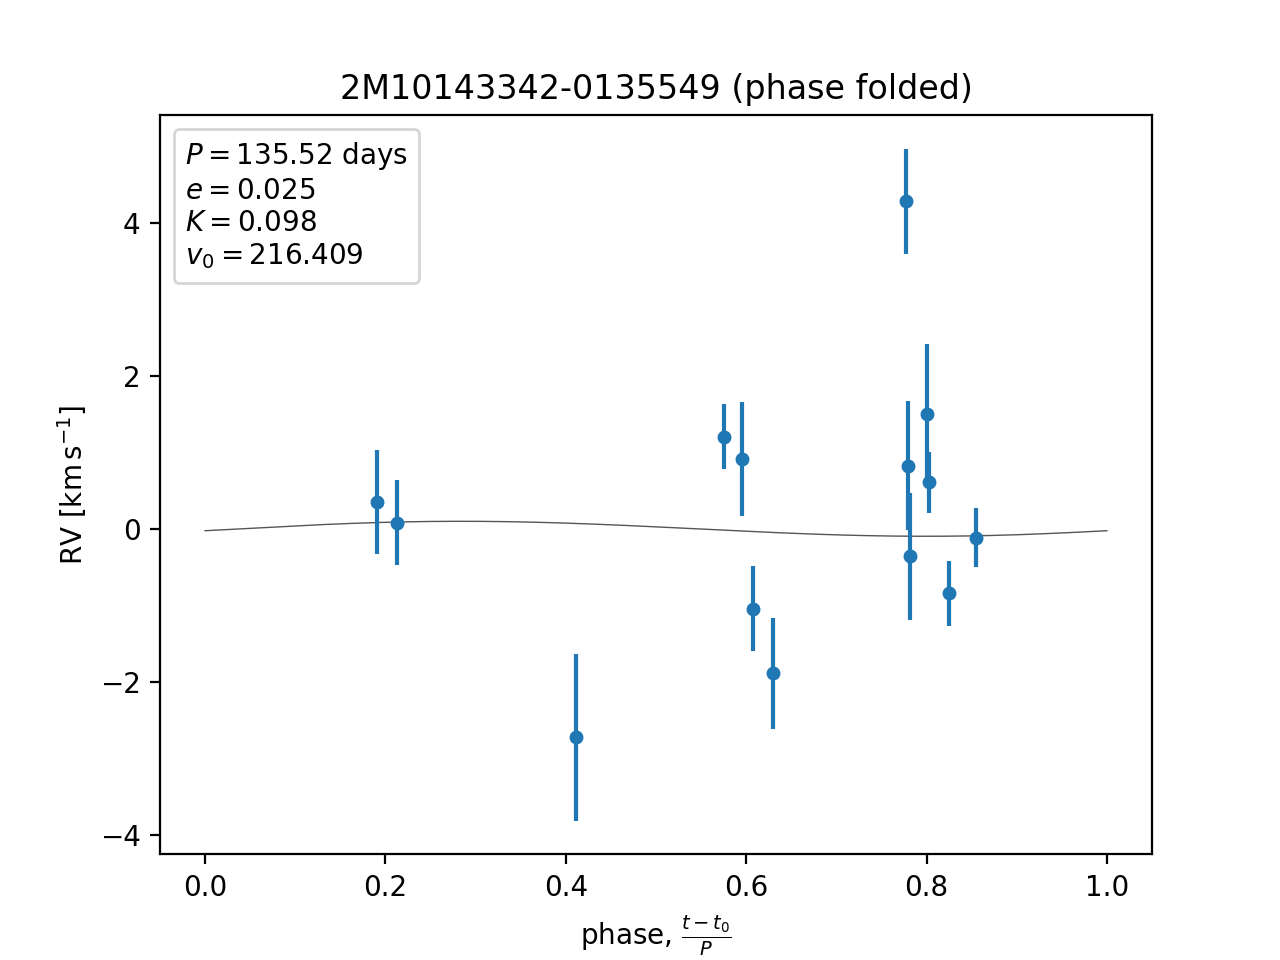 2M10143342-0135549 (phase folded)
P = 135.52 days
e = 0.025
K = 0.098
v₀ = 216.409
RV [km s⁻¹]
4
2
0
−2
−4
0.0 0.2 0.4 0.6 0.8 1.0
phase, (t − t₀)/P